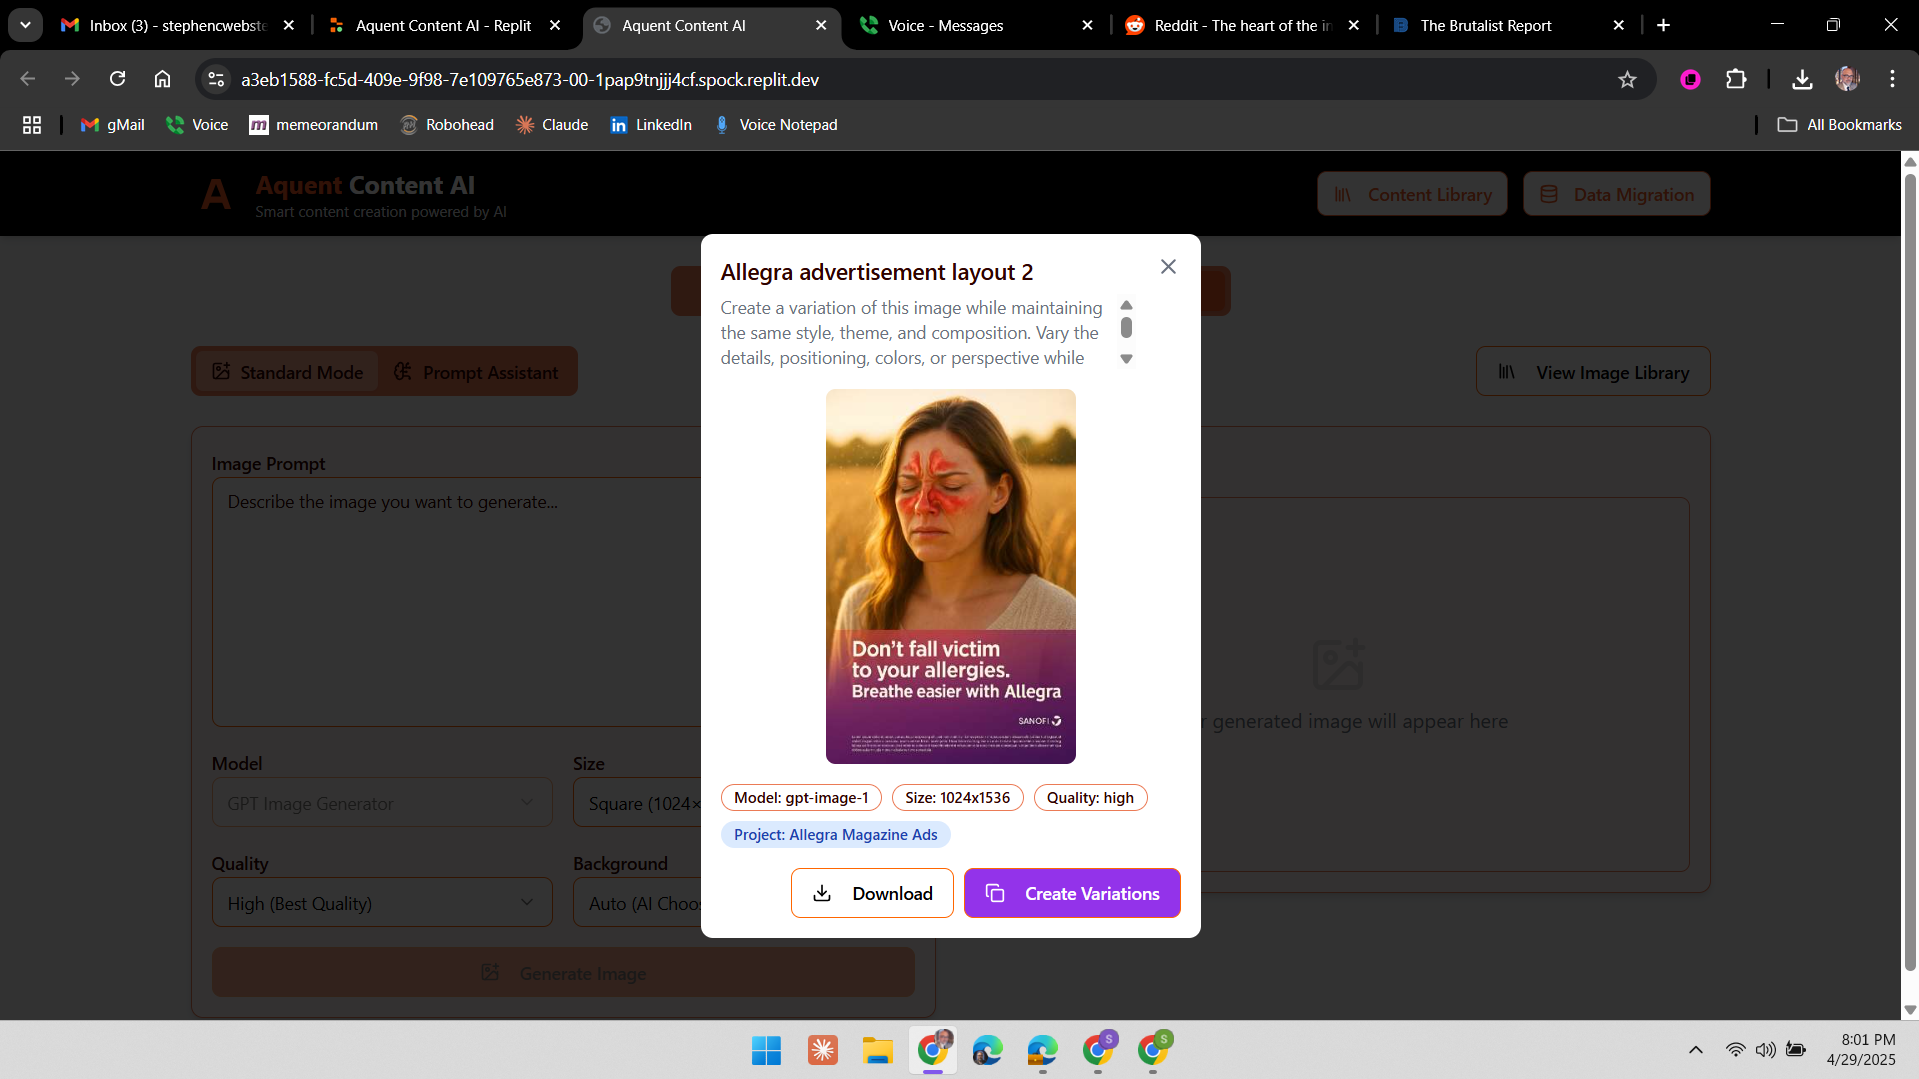 Inbox (3) - stephencwebste
Aquent Content AI - Replit
Aquent Content AI
Voice - Messages
Reddit - The heart of the in
The Brutalist Report
a3eb1588-fc5d-409e-9f98-7e109765e873-00-1pap9tnjjj4cf.spock.replit.dev
gMail
Voice
memeorandum
Robohead
Claude
LinkedIn
Voice Notepad
All Bookmarks
Aquent Content AI
Smart content creation powered by AI
Content Library
Data Migration
Allegra advertisement layout 2
Create a variation of this image while maintaining
the same style, theme, and composition. Vary the
details, positioning, colors, or perspective while
Standard Mode
Prompt Assistant
View Image Library
Image Prompt
Describe the image you want to generate...
Don't fall victim
to your allergies.
Breathe easier with Allegra
SANOFI
generated image will appear here
Model
Size
GPT Image Generator
Square (1024×
Model: gpt-image-1
Size: 1024x1536
Quality: high
Project: Allegra Magazine Ads
Quality
Background
High (Best Quality)
Auto (AI Choo
Download
Create Variations
Generate Image
8:01 PM
4/29/2025